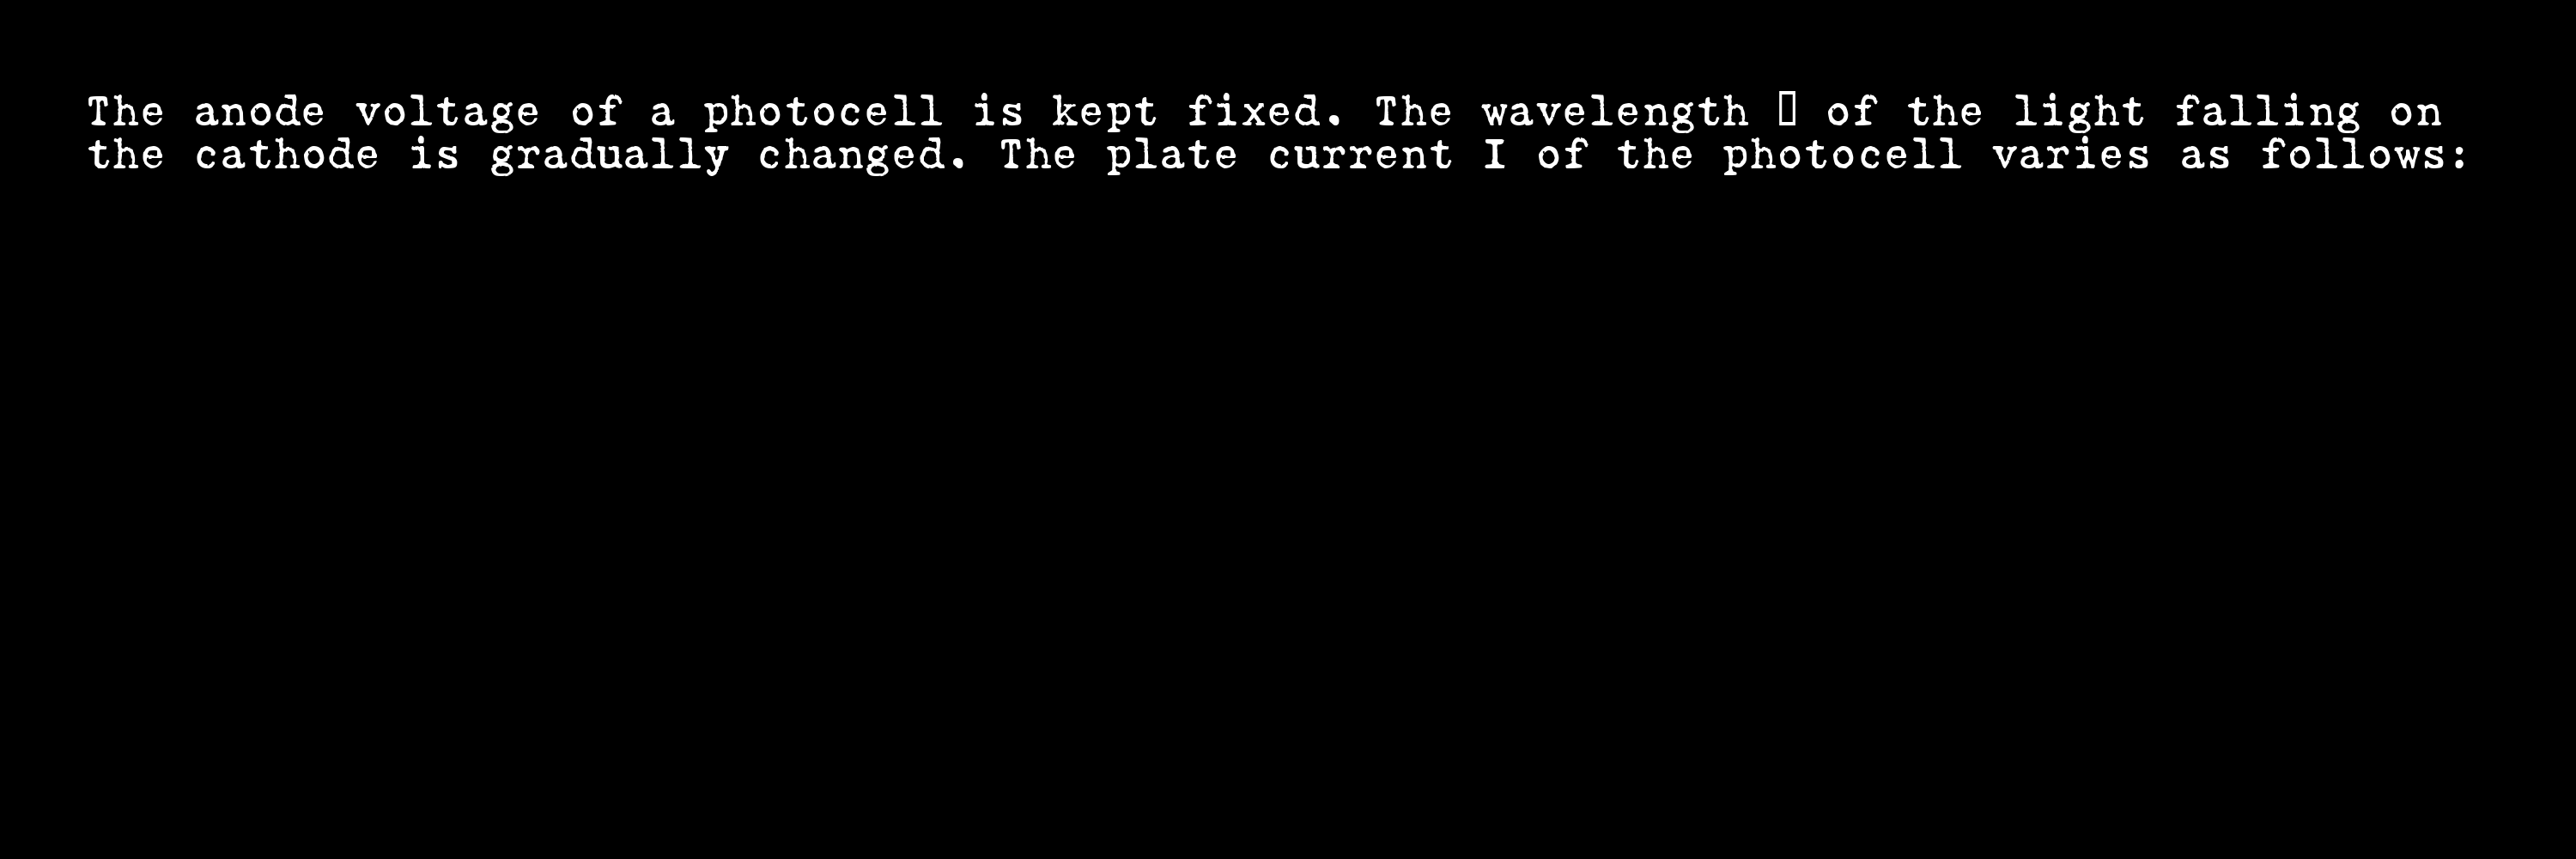 The anode voltage of a photocell is kept fixed. The wavelength ▯ of the light falling on
the cathode is gradually changed. The plate current I of the photocell varies as follows: